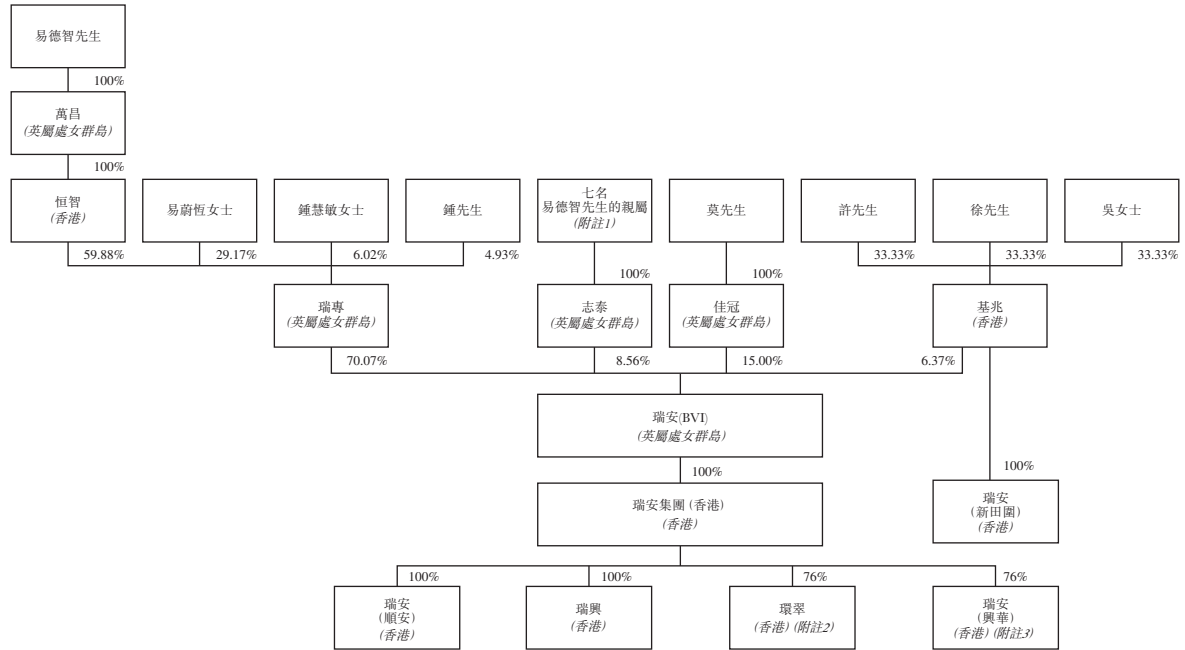 易德智先生
100%
萬昌
(英屬處女群島)
100%
恒智
(香港)
易蔚恆女士
鍾慧敏女士
鍾先生
七名
易德智先生的親屬
(附註1)
莫先生
許先生
徐先生
吳女士
59.88%
29.17%
6.02%
4.93%
100%
100%
33.33%
33.33%
33.33%
瑞專
(英屬處女群島)
志泰
(英屬處女群島)
佳冠
(英屬處女群島)
基兆
(香港)
70.07%
8.56%
15.00%
6.37%
瑞安(BVI)
(英屬處女群島)
100%
100%
瑞安集團 (香港)
(香港)
瑞安
(新田圍)
(香港)
100%
100%
76%
76%
瑞安
(順安)
(香港)
瑞興
(香港)
環翠
(香港) (附註2)
瑞安
(興華)
(香港) (附註3)